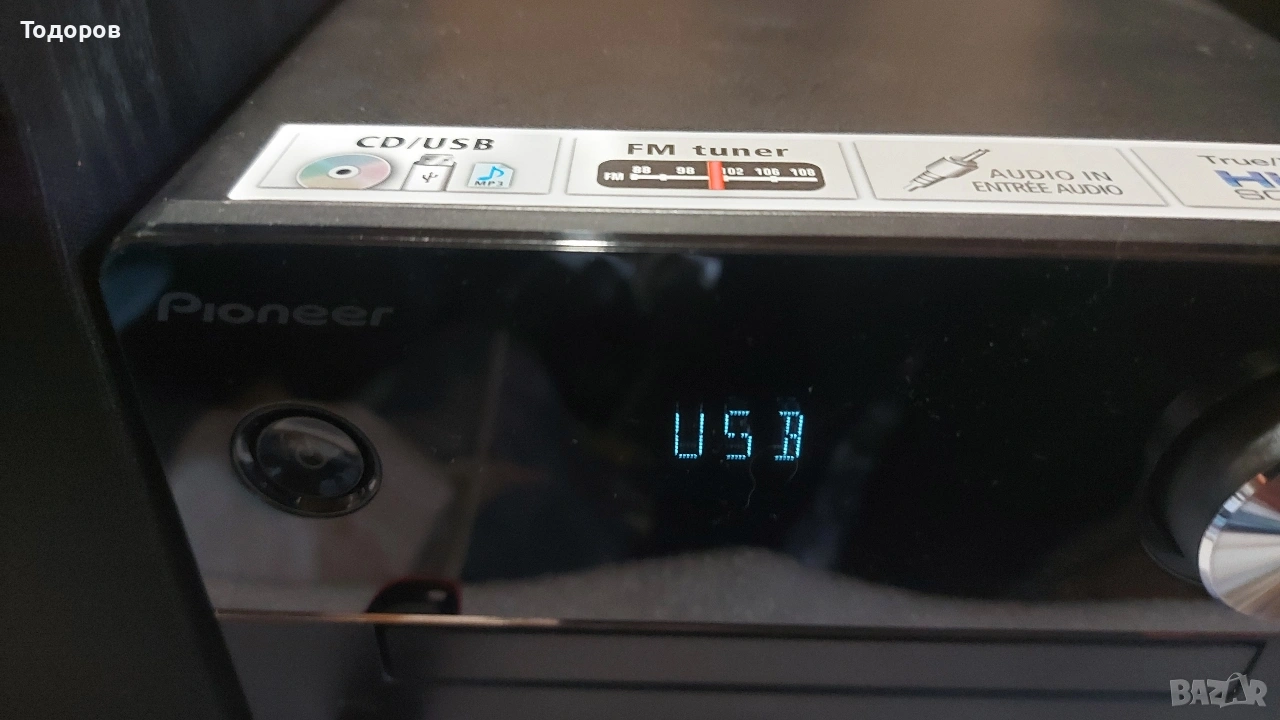 Тодоров
CD/USB
MP3
FM tuner
FM 88 98 102 106 108
AUDIO IN
ENTRÉE AUDIO
True/
Pioneer
USB
BAZAR